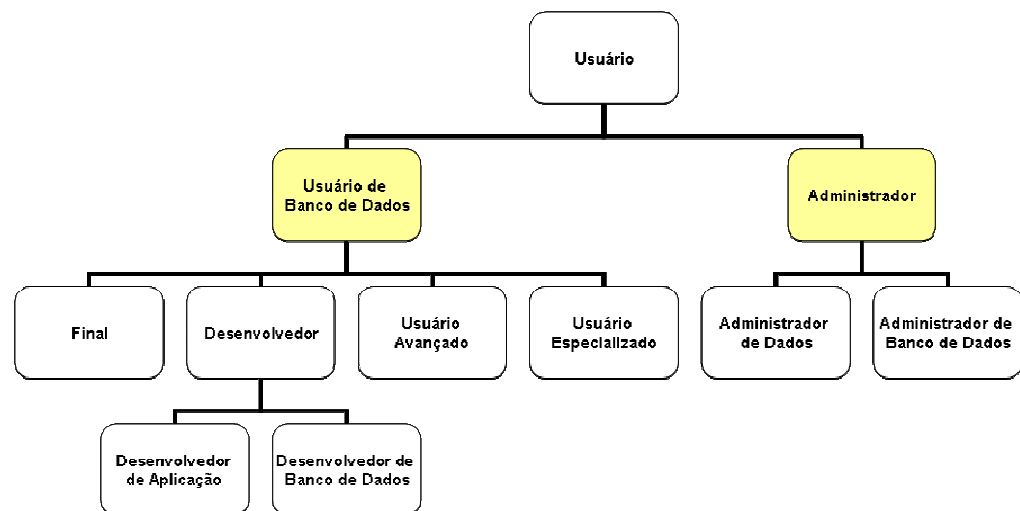 Usuário
Usuário de
Banco de Dados
Administrador
Final
Desenvolvedor
Usuário
Avançado
Usuário
Especializado
Administrador
de Dados
Administrador de
Banco de Dados
Desenvolvedor
de Aplicação
Desenvolvedor de
Banco de Dados